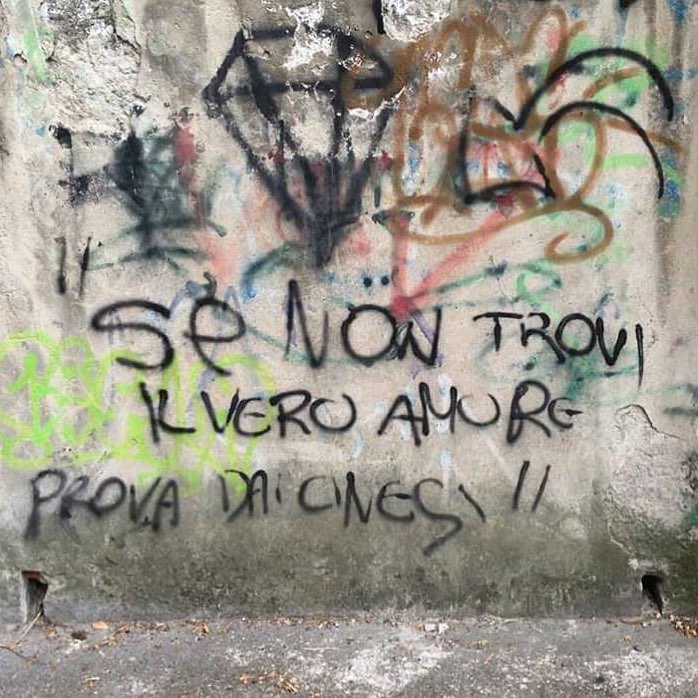 "Se NON TROVI
IL VERO AMORE
PROVA DAi CINESI"